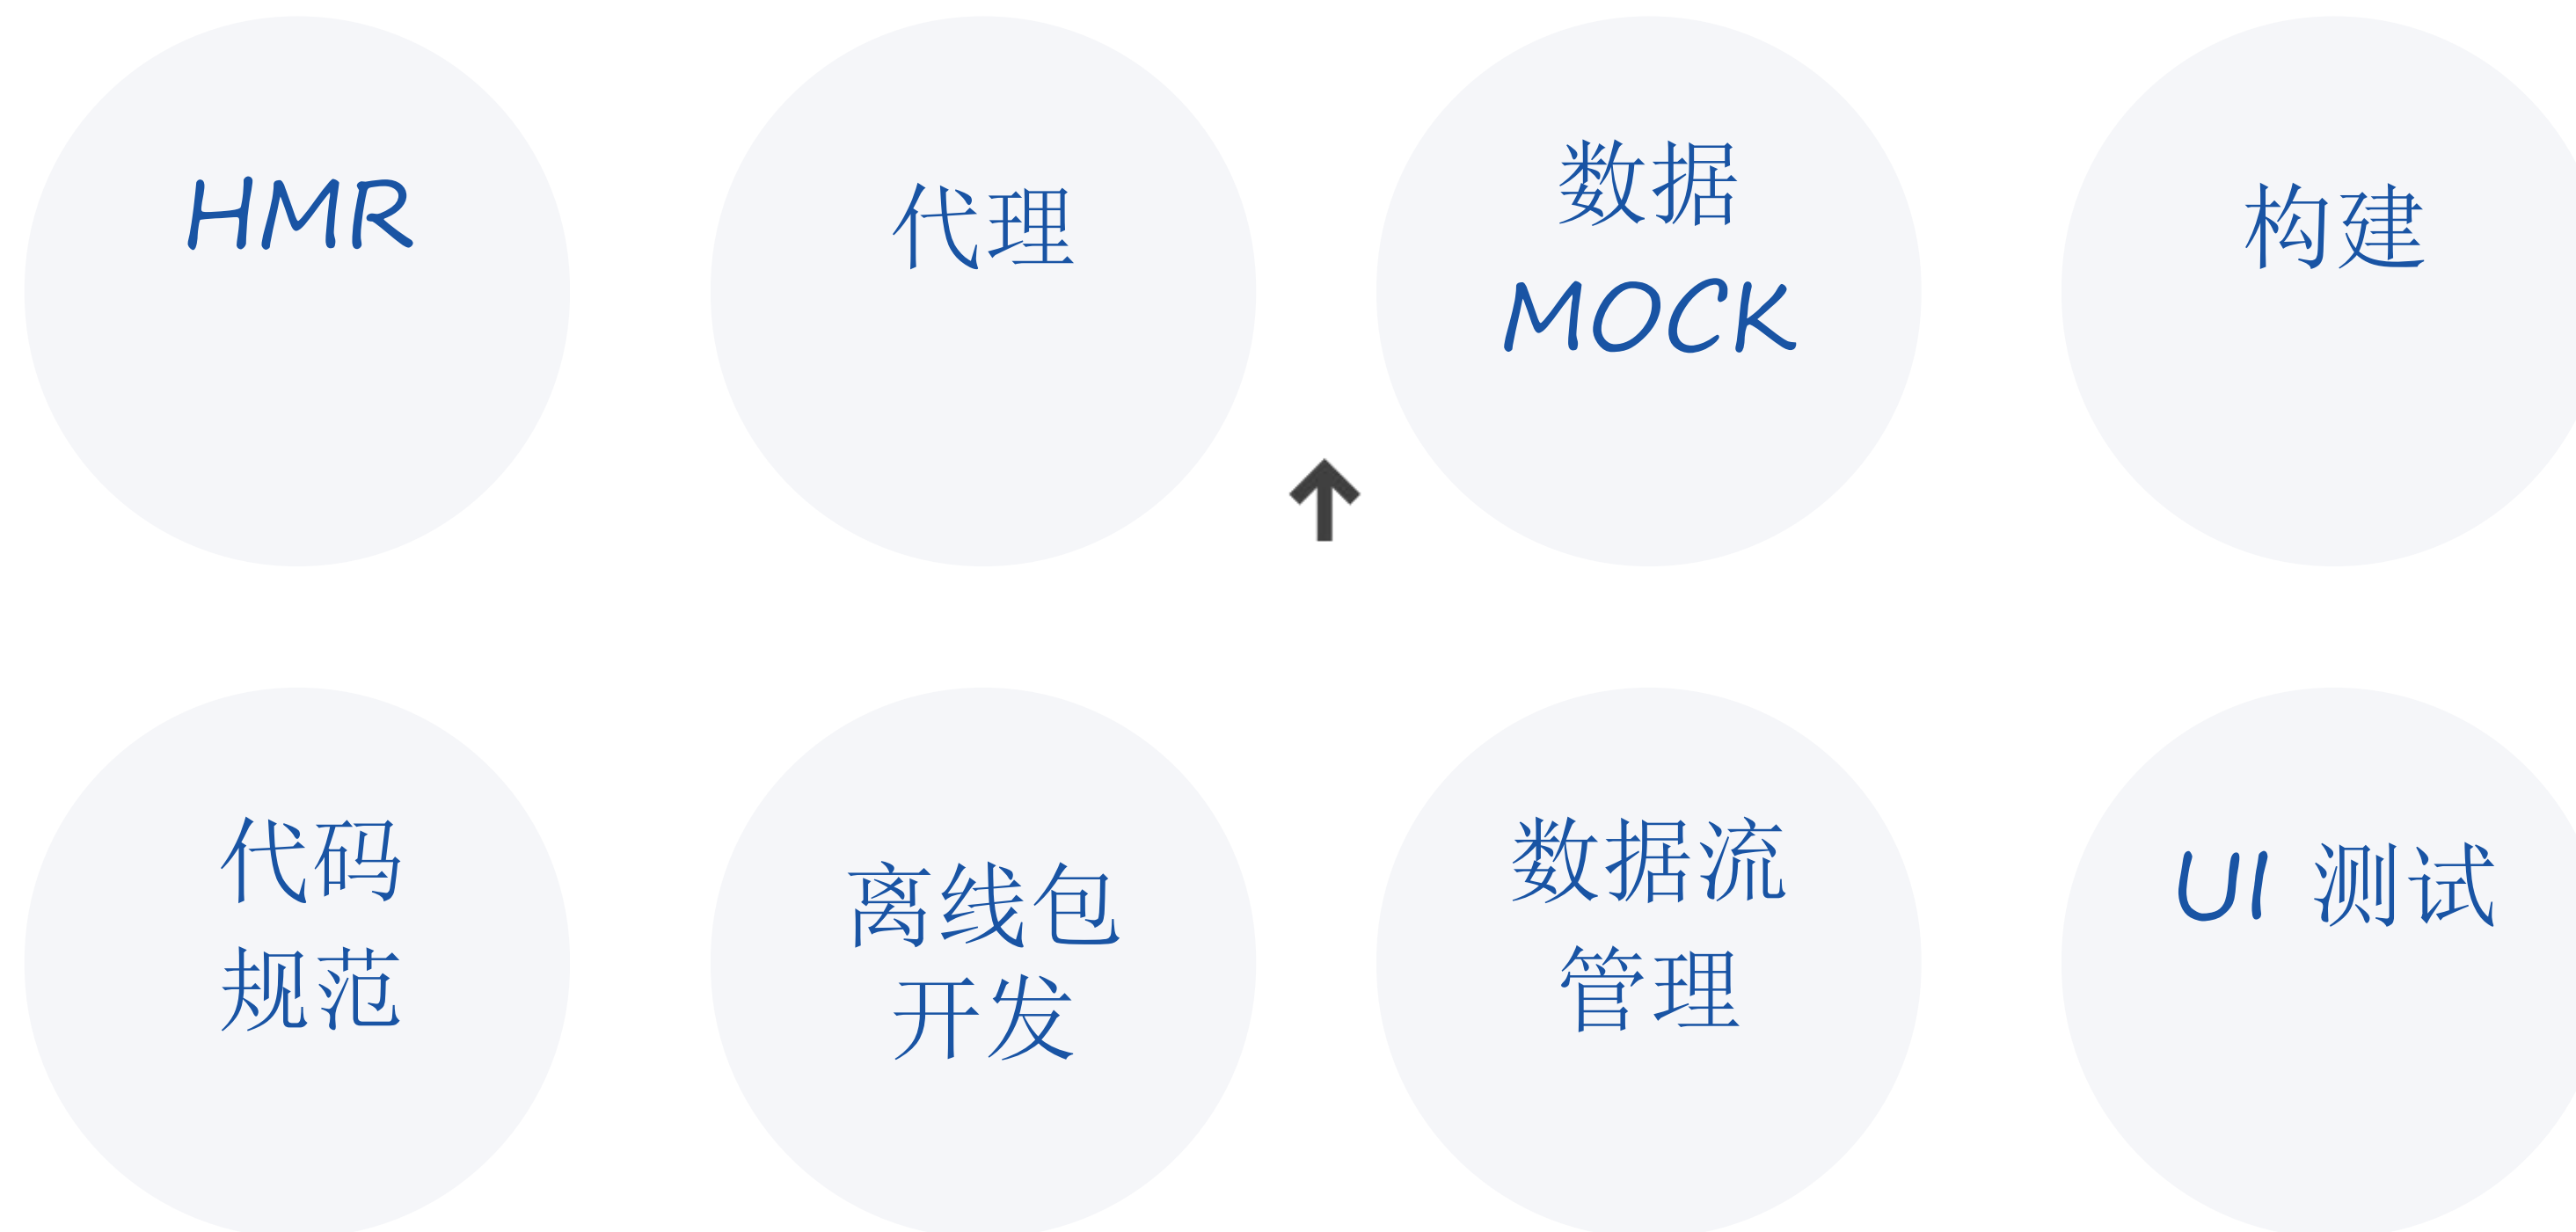 HMR
代理
数据
MOCK
构建
代码
规范
离线包
开发
数据流
管理
UI 测试